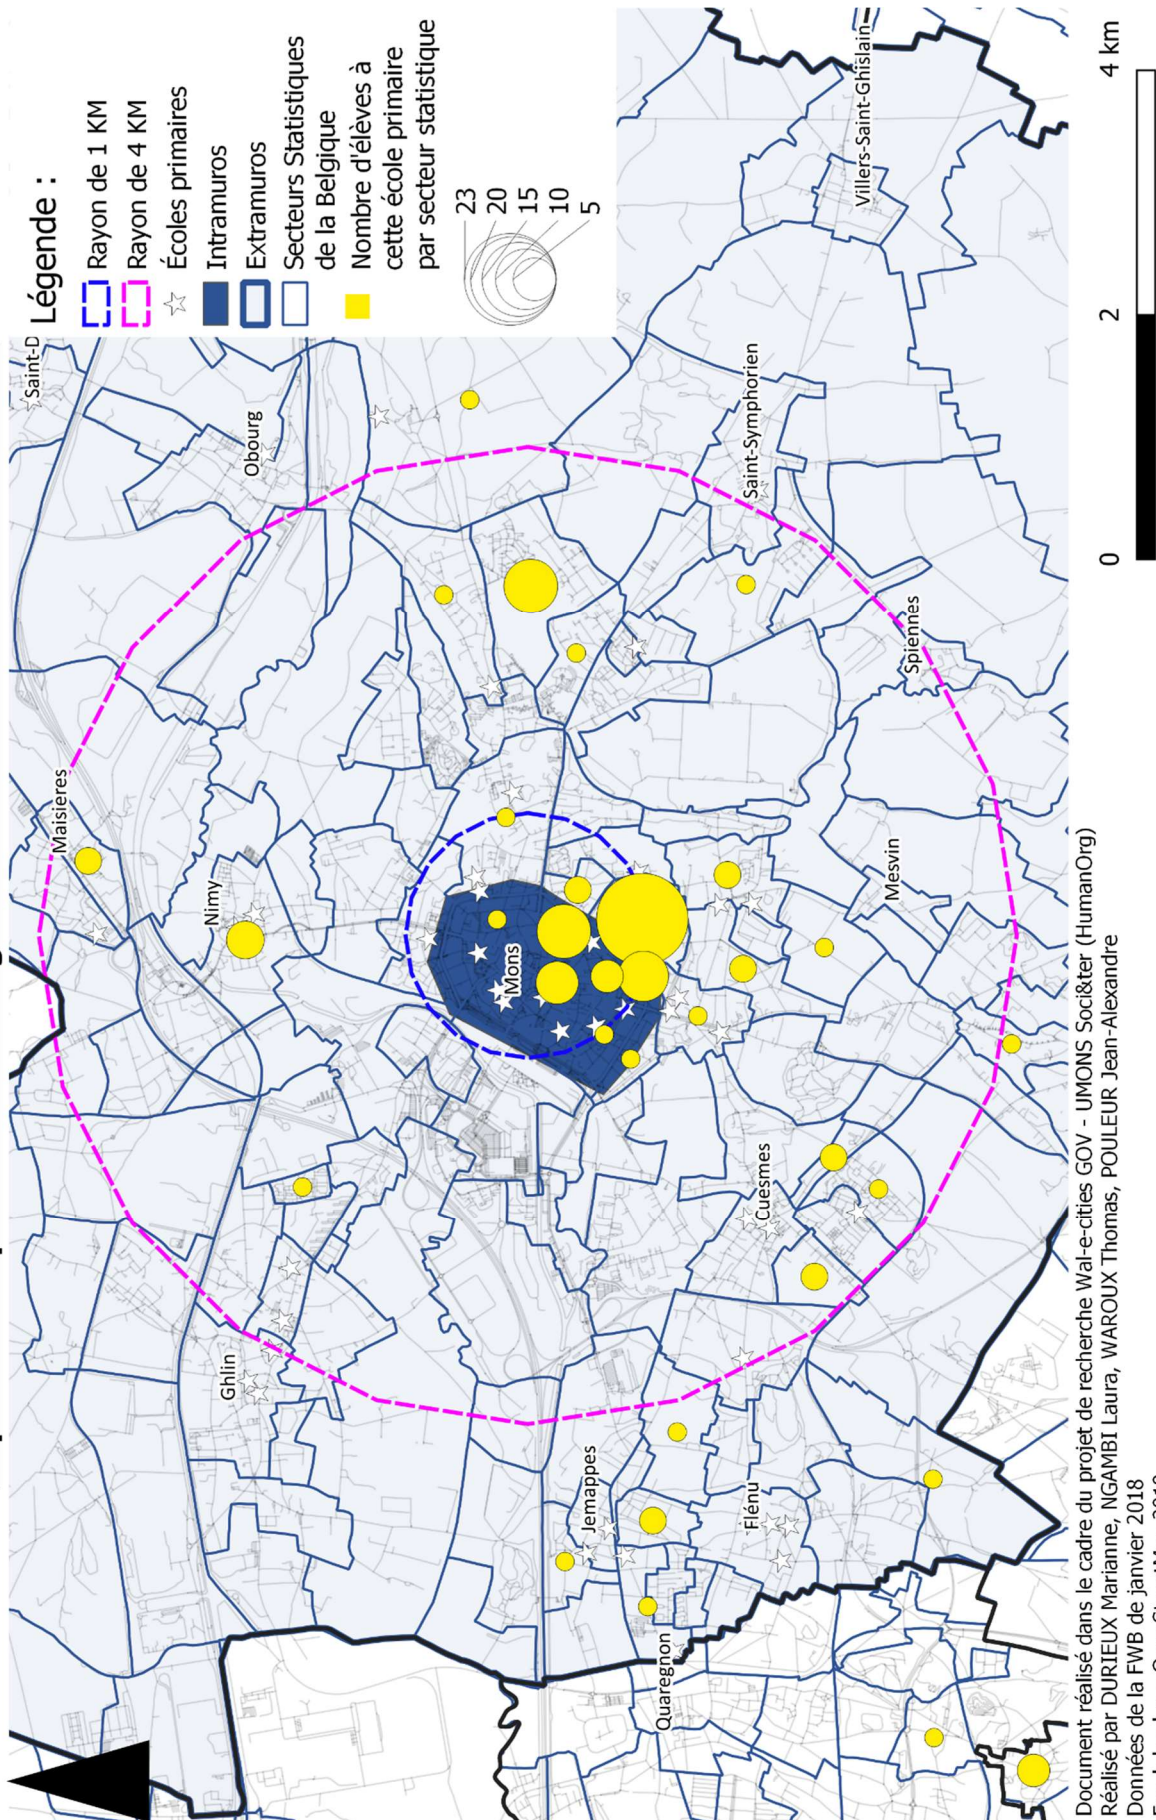 Légende :
Rayon de 1 KM
Rayon de 4 KM
Écoles primaires
Intramuros
Extramuros
Secteurs Statistiques
de la Belgique
Nombre d'élèves à
cette école primaire
par secteur statistique
23
20
15
10
5
Saint-D
Obourg
Maisières
Nimy
Ghlin
Mons
Jemappes
Quaregnon
Flénu
Cuesmes
Mesvin
Spiennes
Saint-Symphorien
Villers-Saint-Ghislain
0
2
4 km
Document réalisé dans le cadre du projet de recherche Wal-e-cities GOV - UMONS Soci&ter (HumanOrg)
Réalisé par DURIEUX Marianne, NGAMBI Laura, WAROUX Thomas, POULEUR Jean-Alexandre
Données de la FWB de janvier 2018